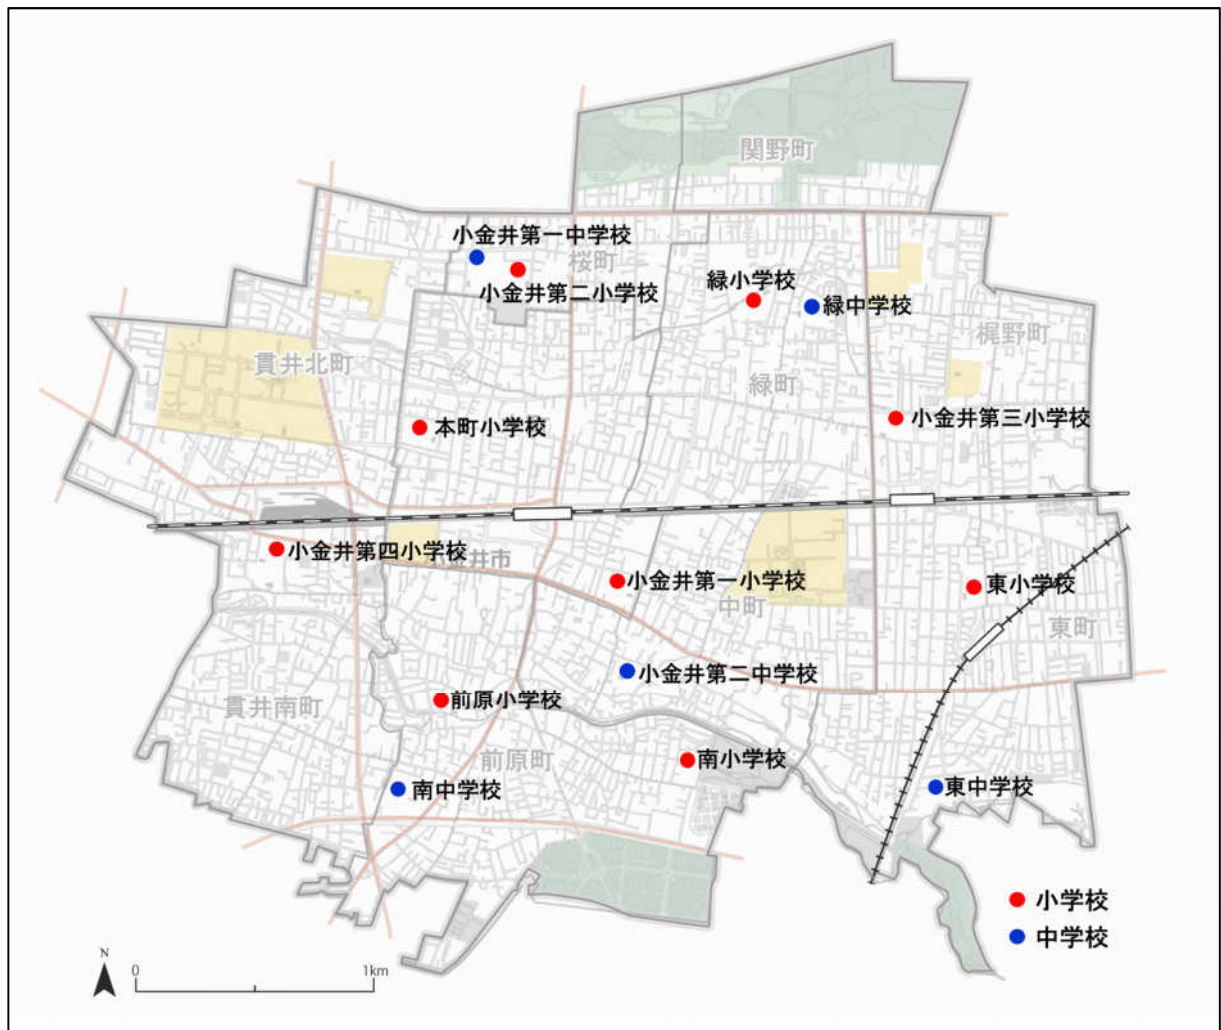 関野町
小金井第一中学校
桜町
小金井第二小学校
緑小学校
緑中学校
梶野町
貫井北町
緑町
小金井第三小学校
本町小学校
町
小金井第四小学校
小金井市
小金井第一小学校
中町
東小学校
東町
小金井第二中学校
貫井南町
前原小学校
前原町
南小学校
南中学校
東中学校
小学校
中学校
N
0
1km